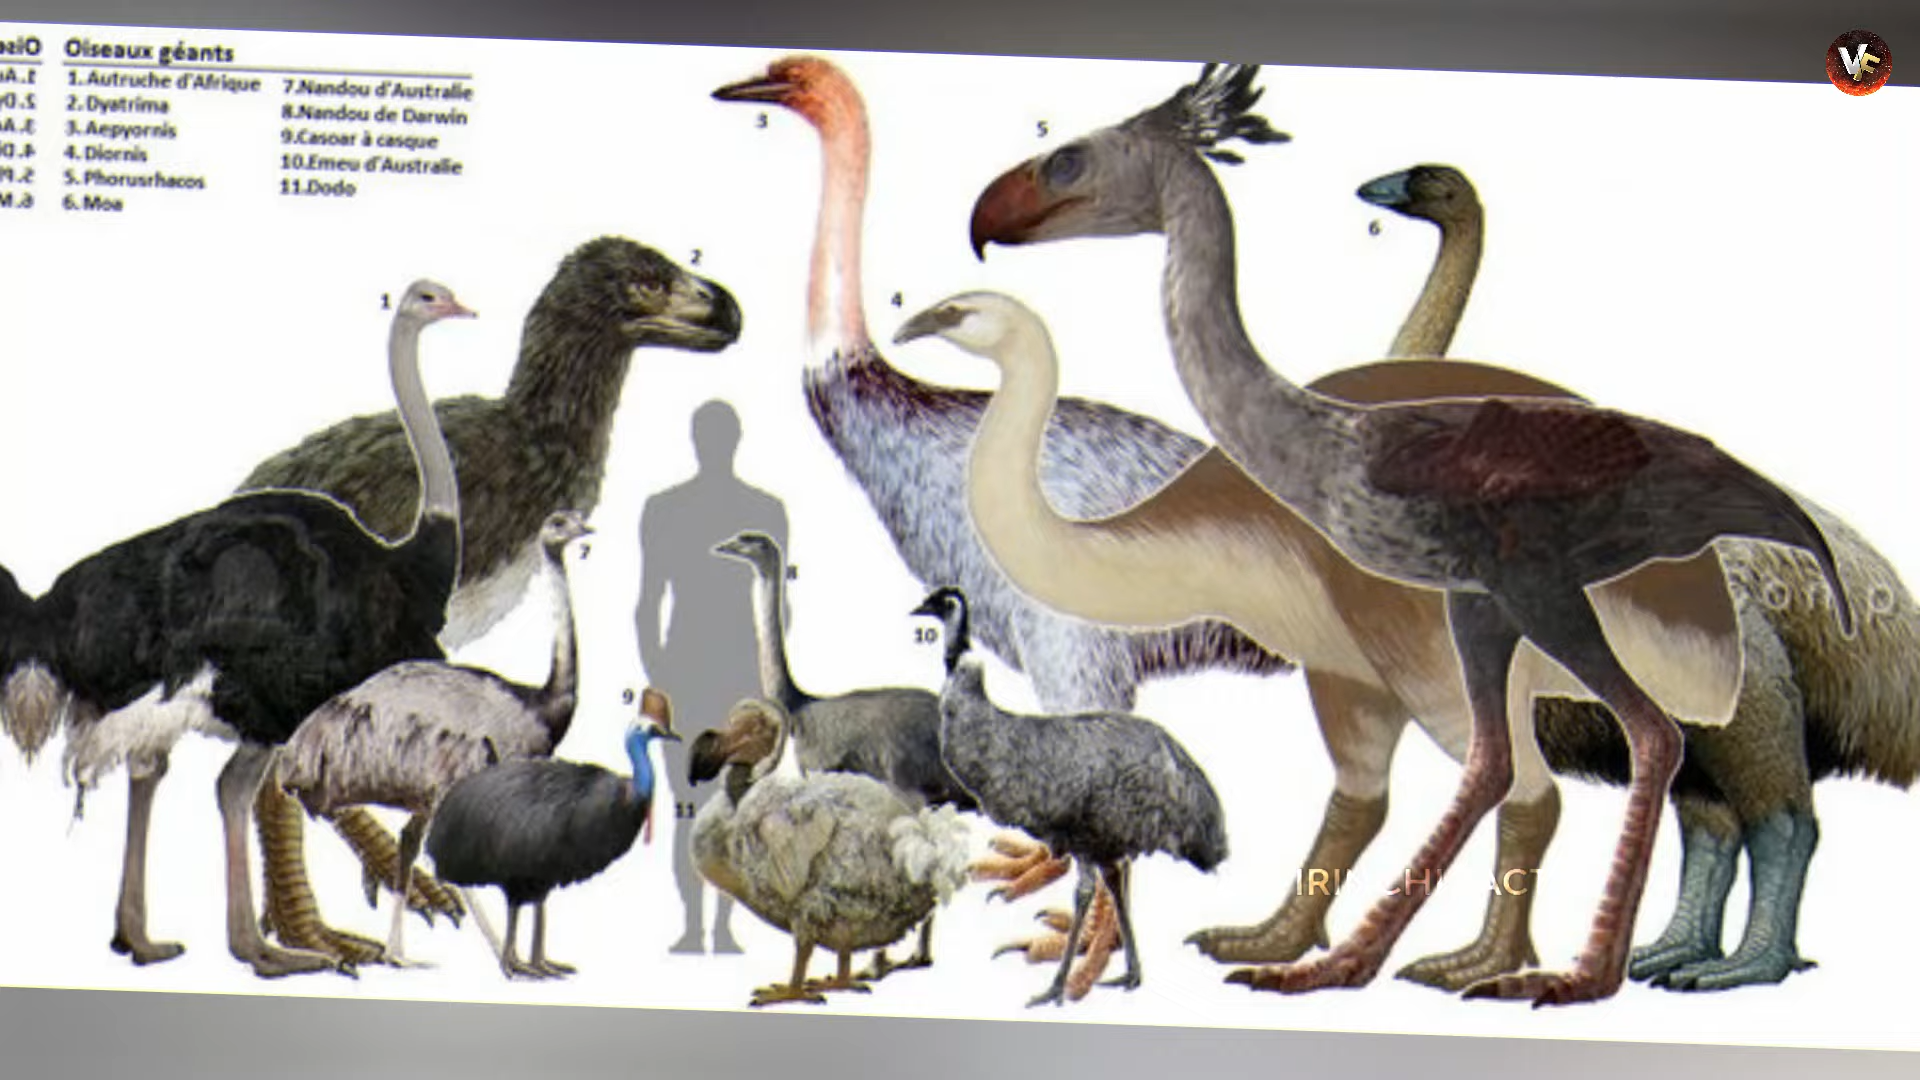 Oiseaux géants
1.Autruche d'Afrique
2.Dyatrima
3.Aepyornis
4.Diornis
5.Phorusrhacos
6.Moa
7.Nandou d'Australie
8.Nandou de Darwin
9.Casoar à casque
10.Emeu d'Australie
11.Dodo
1
2
3
4
5
6
7
8
9
10
11
VF